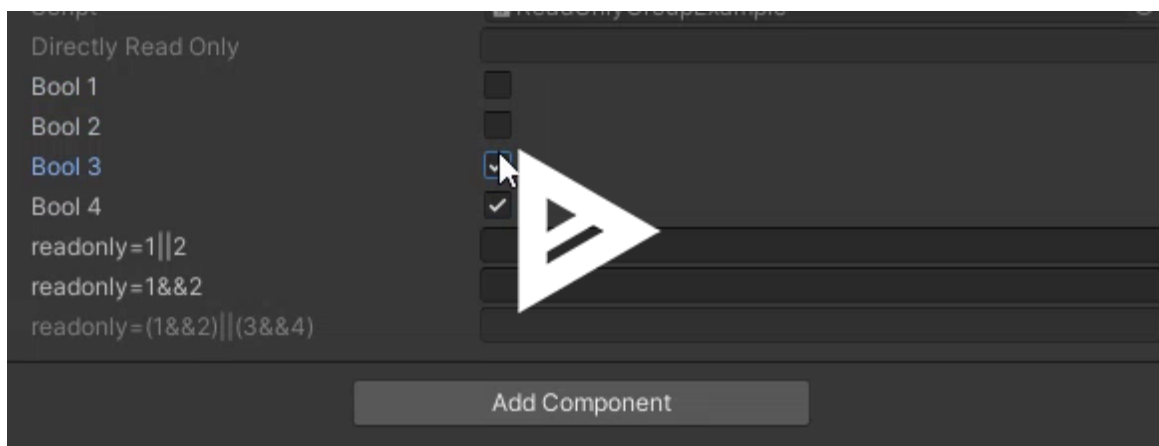 Directly Read Only
Bool 1
Bool 2
Bool 3
Bool 4
readonly=1||2
readonly=1&&2
readonly=(1&&2)||(3&&4)
Add Component